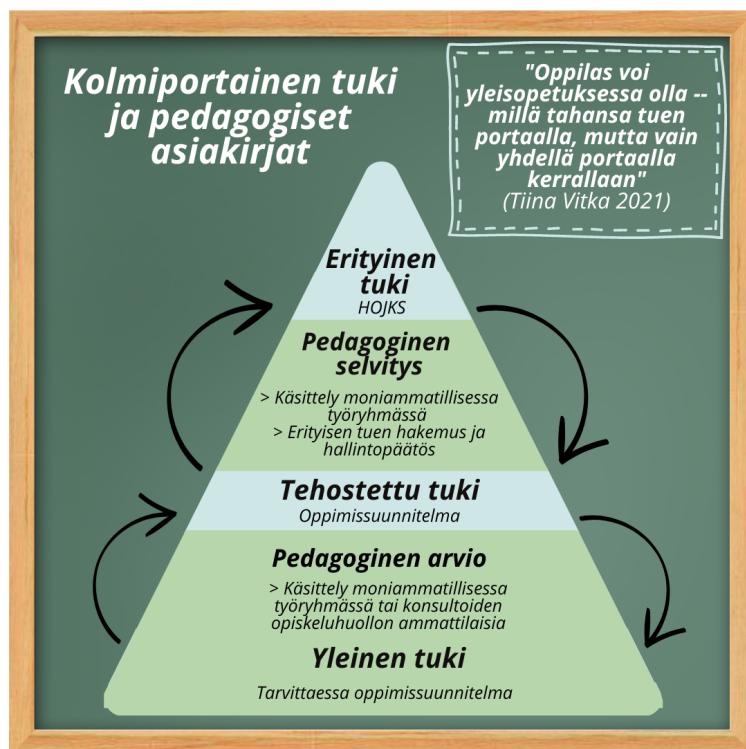 Kolmiportainen tuki
ja pedagogiset
asiakirjat
"Oppilas voi
yleisopetuksessa olla --
millä tahansa tuen
portaalla, mutta vain
yhdellä portaalla
kerrallaan"
(Tiina Vitka 2021)
Erityinen
tuki
HOJKS
Pedagoginen
selvitys
> Käsittely moniammatillisessa
työryhmässä
> Erityisen tuen hakemus ja
hallintopäätös
Tehostettu tuki
Oppimissuunnitelma
Pedagoginen arvio
> Käsittely moniammatillisessa
työryhmässä tai konsultoiden
opiskeluhuollon ammattilaisia
Yleinen tuki
Tarvittaessa oppimissuunnitelma